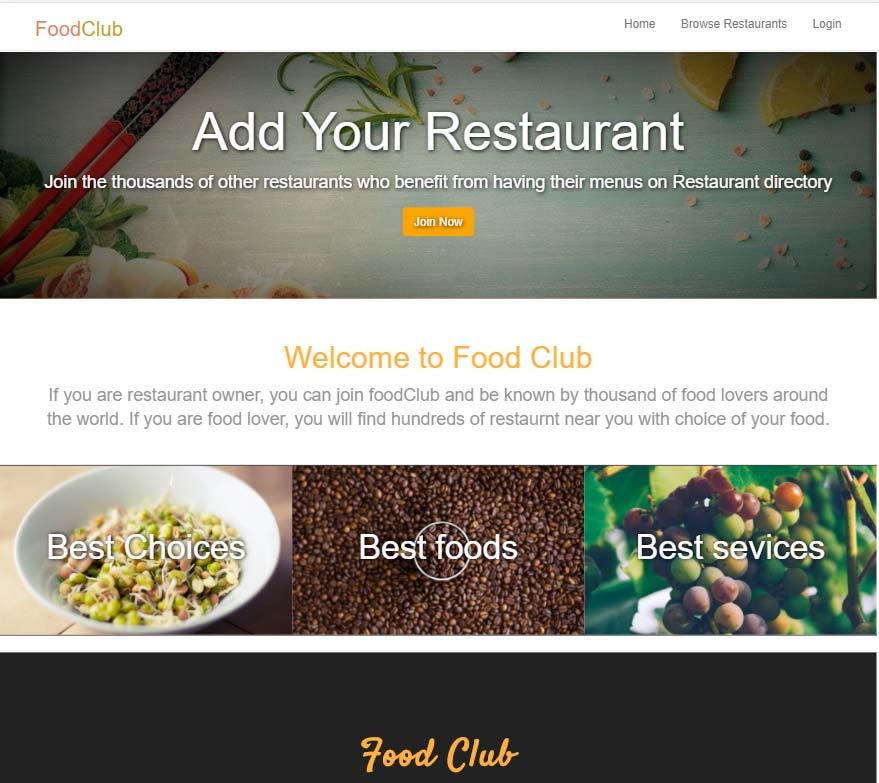 FoodClub
Home Browse Restaurants Login
Add Your Restaurant
Join the thousands of other restaurants who benefit from having their menus on Restaurant directory
Join Now
Welcome to Food Club
If you are restaurant owner, you can join foodClub and be known by thousand of food lovers around
the world. If you are food lover, you will find hundreds of restaurnt near you with choice of your food.
Best Choices
Best foods
Best sevices
Food Club